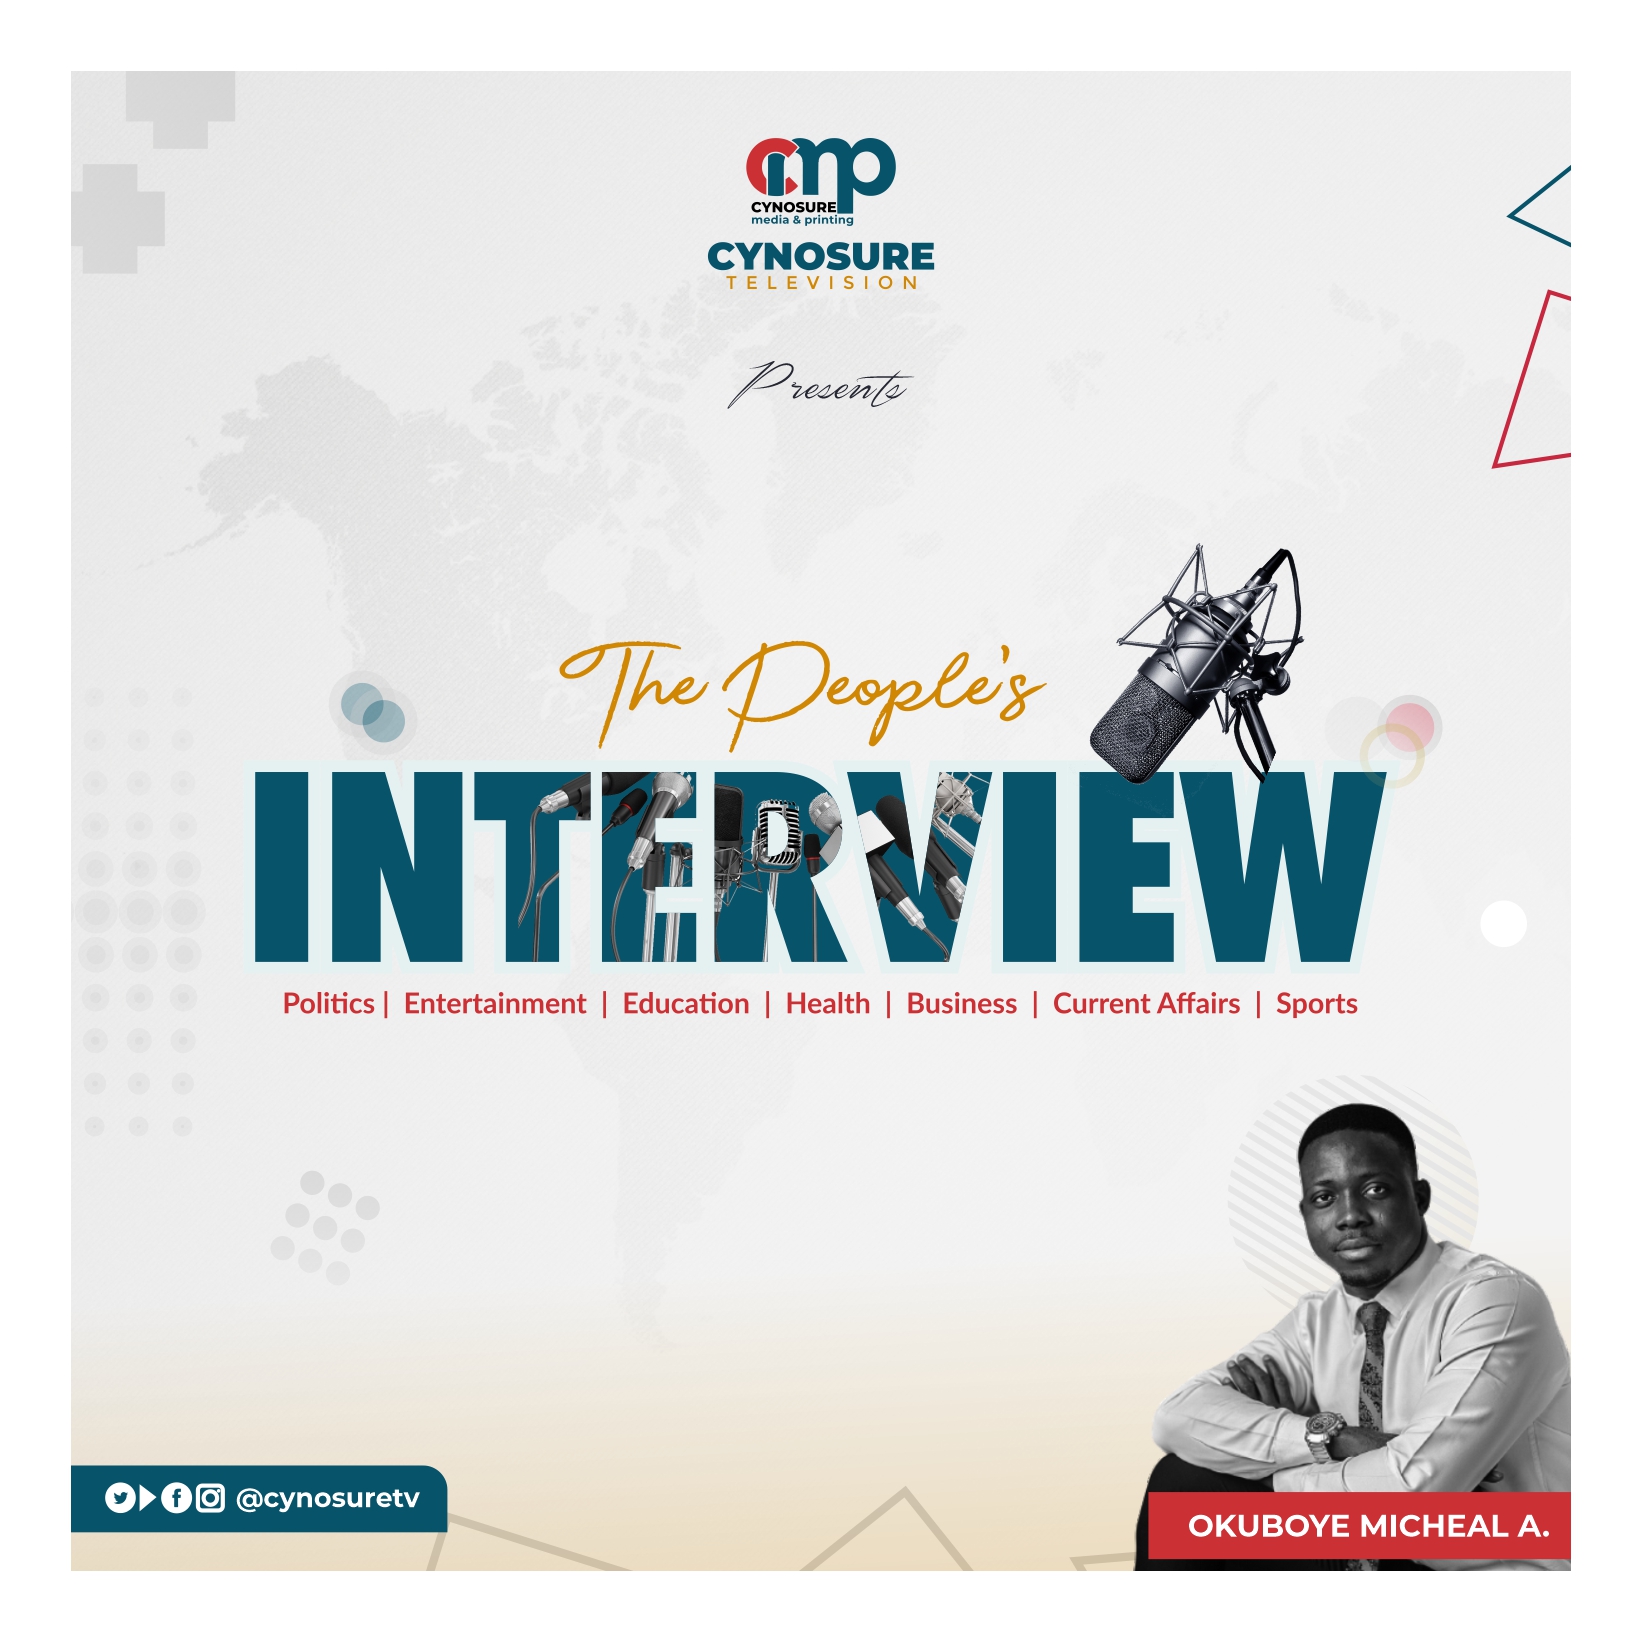 cmp
CYNOSURE
media & printing
CYNOSURE
TELEVISION
Presents
The People's
INTERVIEW
Politics | Entertainment | Education | Health | Business | Current Affairs | Sports
@cynosuretv
OKUBOYE MICHEAL A.